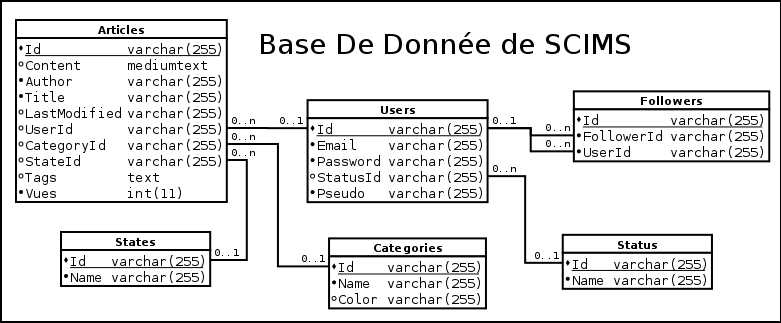 Base De Donnée de SCIMS
Articles
Id varchar(255)
Content mediumtext
Author varchar(255)
Title varchar(255)
LastModified varchar(255)
UserId varchar(255)
CategoryId varchar(255)
StateId varchar(255)
Tags text
Vues int(11)
0..n
0..n
0..n
0..1
Users
Id varchar(255)
Email varchar(255)
Password varchar(255)
StatusId varchar(255)
Pseudo varchar(255)
0..1
0..n
0..n
0..n
Followers
Id varchar(255)
FollowerId varchar(255)
UserId varchar(255)
States
Id varchar(255)
Name varchar(255)
0..1
0..1
Categories
Id varchar(255)
Name varchar(255)
Color varchar(255)
0..1
Status
Id varchar(255)
Name varchar(255)